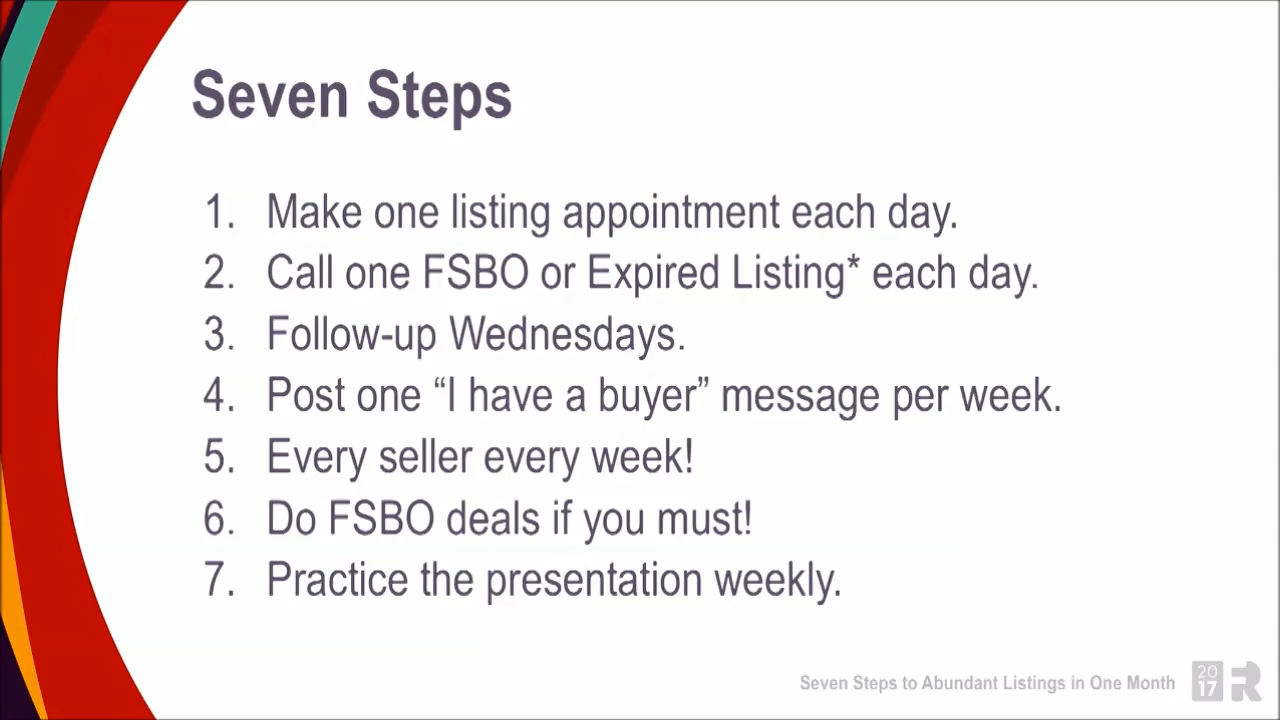 Seven Steps
1. Make one listing appointment each day.
2. Call one FSBO or Expired Listing* each day.
3. Follow-up Wednesdays.
4. Post one “I have a buyer” message per week.
5. Every seller every week!
6. Do FSBO deals if you must!
7. Practice the presentation weekly.
Seven Steps to Abundant Listings in One Month
20
17 R